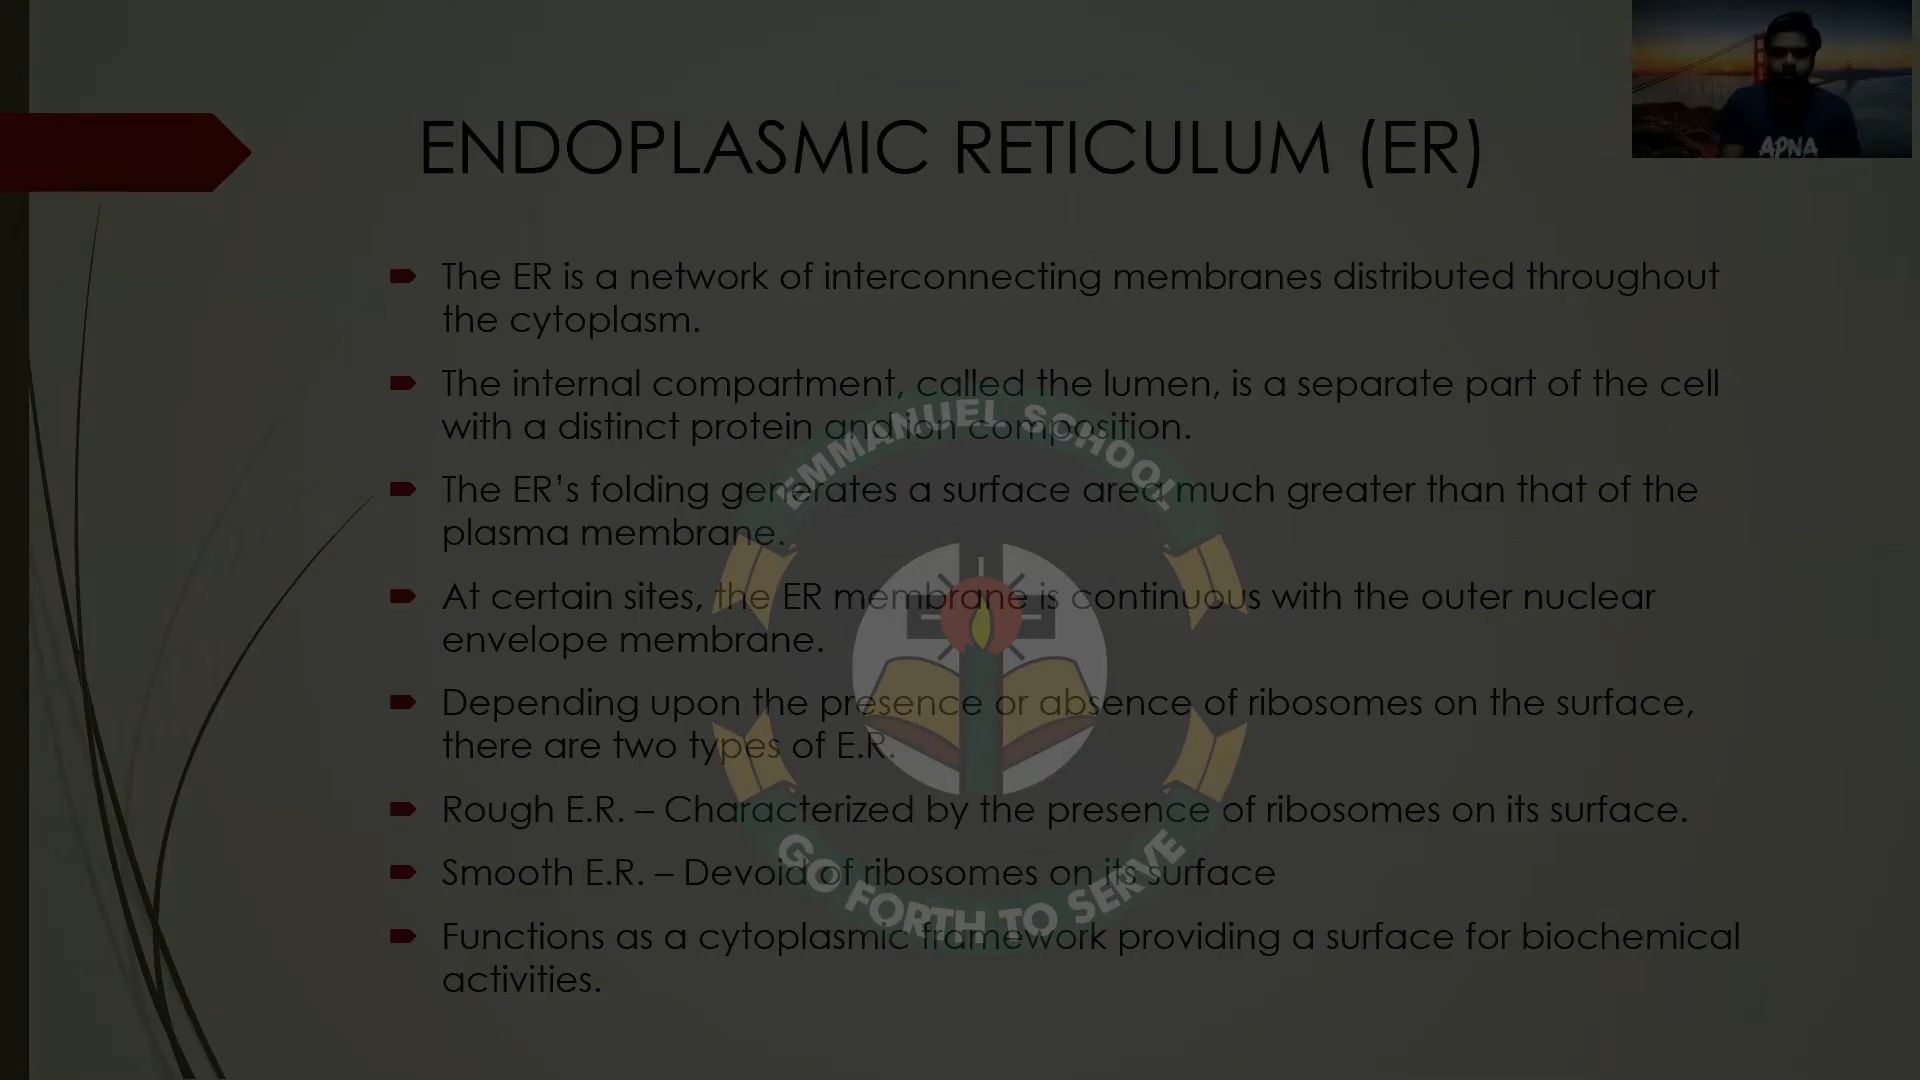 APNA
ENDOPLASMIC RETICULUM (ER)
The ER is a network of interconnecting membranes distributed throughout
the cytoplasm.
The internal compartment, called the lumen, is a separate part of the cell
with a distinct protein and ion composition.
The ER’s folding generates a surface area much greater than that of the
plasma membrane.
At certain sites, the ER membrane is continuous with the outer nuclear
envelope membrane.
Depending upon the presence or absence of ribosomes on the surface,
there are two types of E.R.
Rough E.R. – Characterized by the presence of ribosomes on its surface.
Smooth E.R. – Devoid of ribosomes on its surface
Functions as a cytoplasmic framework providing a surface for biochemical
activities.
EMMANUEL SCHOOL
GO FORTH TO SERVE